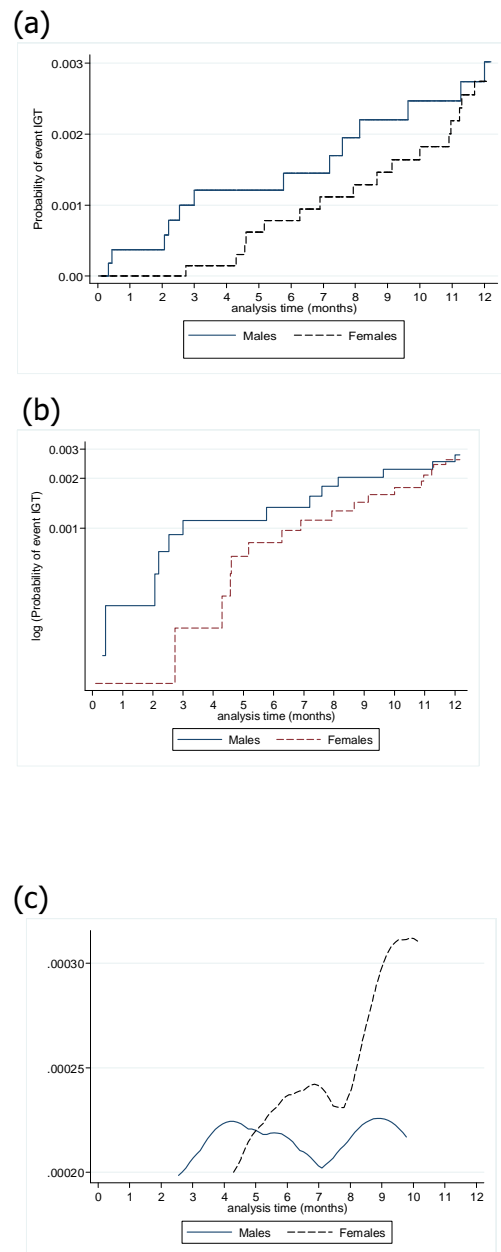 (a)
Probability of event IGT
0.003
0.002
0.001
0.00
0 1 2 3 4 5 6 7 8 9 10 11 12
analysis time (months)
Males Females
(b)
log (Probability of event IGT)
0.003
0.002
0.001
0 1 2 3 4 5 6 7 8 9 10 11 12
analysis time (months)
Males Females
(c)
.00030
.00025
.00020
0 1 2 3 4 5 6 7 8 9 10 11 12
analysis time (months)
Males Females